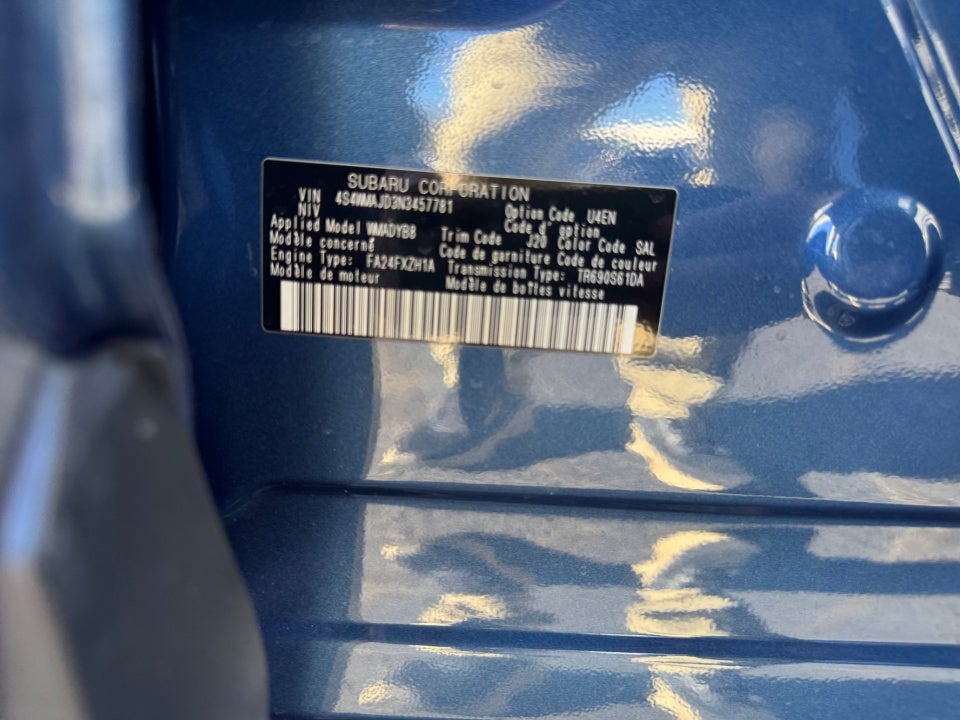 SUBARU CORPORATION
VIN 4S4WMAJD3N3457781
NIV
Option Code U4EN
Code d'option
Applied Model WMADYB8 Trim Code J20 Color Code SAL
Modèle concerné Code de garniture Code de couleur
Engine Type: FA24FXZH1A Transmission Type: TR690S61DA
Modèle de moteur Modèle de boîtes vitesse